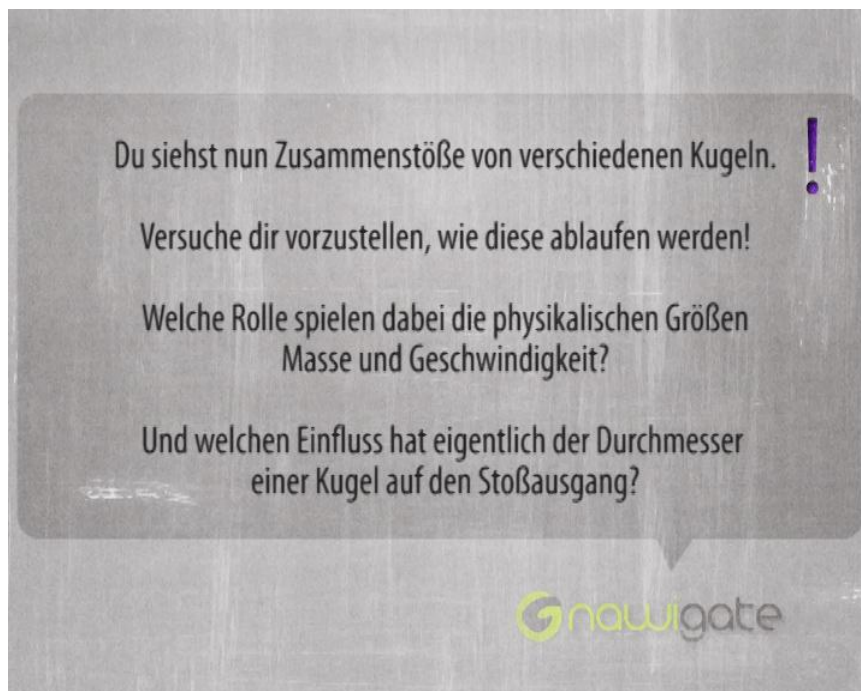 Du siehst nun Zusammenstöße von verschiedenen Kugeln.
!
Versuche dir vorzustellen, wie diese ablaufen werden!
Welche Rolle spielen dabei die physikalischen Größen
Masse und Geschwindigkeit?
Und welchen Einfluss hat eigentlich der Durchmesser
einer Kugel auf den Stoßausgang?
nawigate